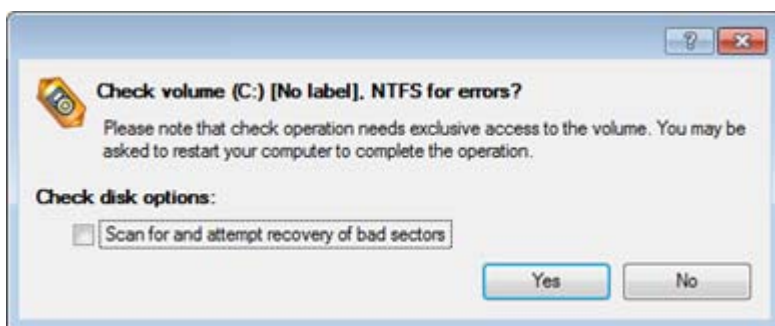 Check volume (C:) [No label], NTFS for errors?
Please note that check operation needs exclusive access to the volume. You may be
asked to restart your computer to complete the operation.
Check disk options:
Scan for and attempt recovery of bad sectors
Yes No